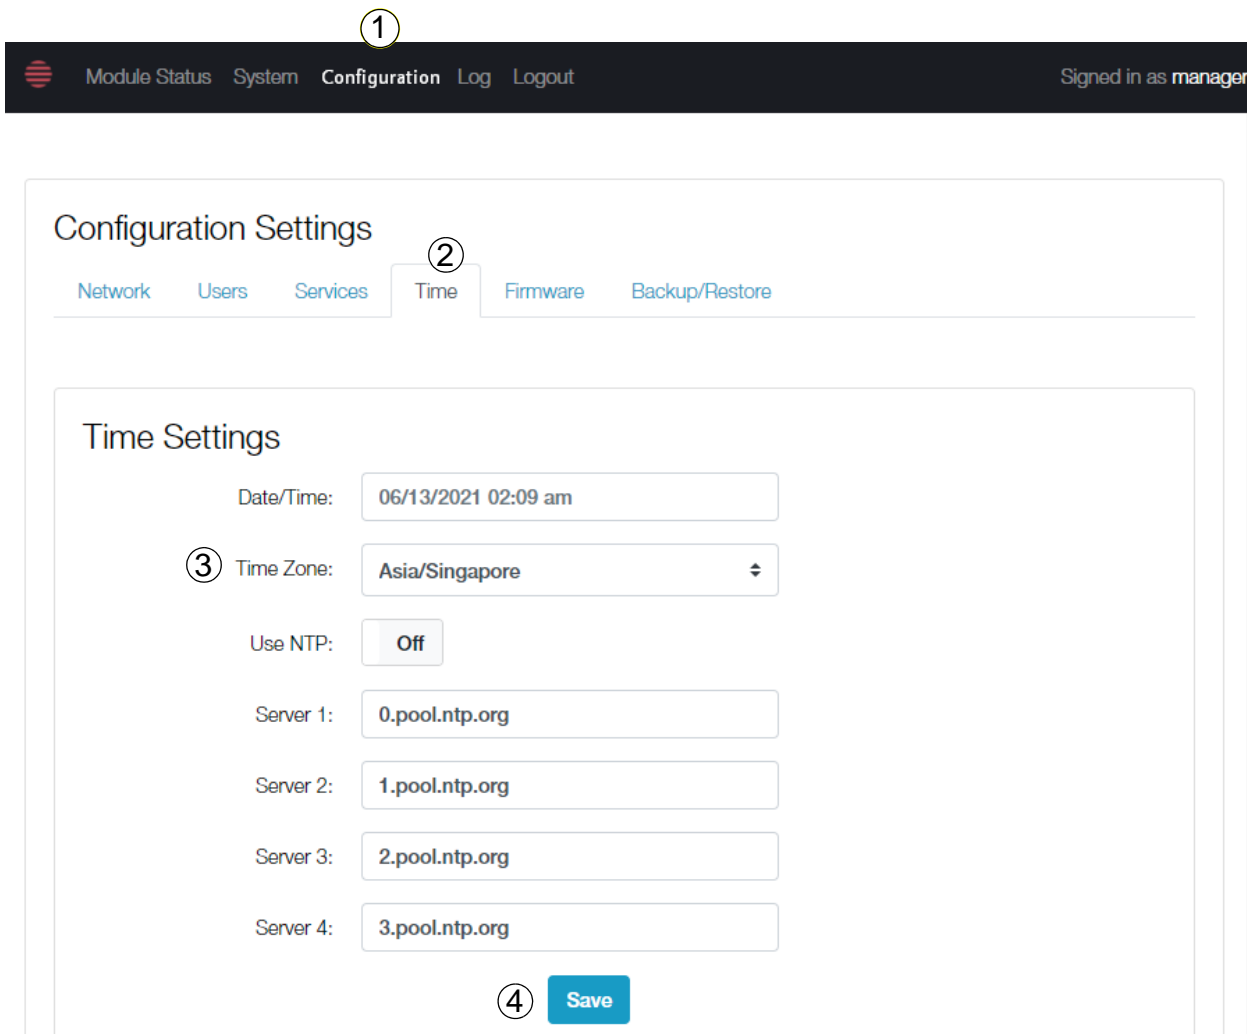 1
Module Status System Configuration Log Logout Signed in as manager
Configuration Settings
2
Network Users Services Time Firmware Backup/Restore
Time Settings
Date/Time: 06/13/2021 02:09 am
3 Time Zone: Asia/Singapore
Use NTP: Off
Server 1: 0.pool.ntp.org
Server 2: 1.pool.ntp.org
Server 3: 2.pool.ntp.org
Server 4: 3.pool.ntp.org
4 Save